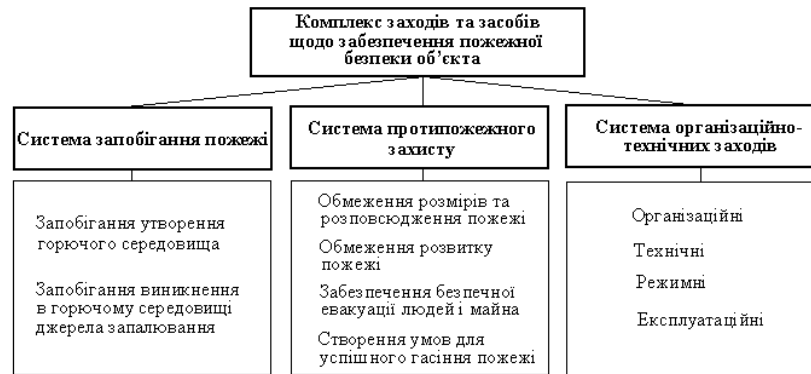 Комплекс заходів та засобів
щодо забезпечення пожежної
безпеки об’єкта
Система запобігання пожежі
Система протипожежного
захисту
Система організаційно-
технічних заходів
Запобігання утворення
горючого середовища
Запобігання виникнення
в горючому середовищі
джерела запалювання
Обмеження розмірів та
розповсюдження пожежі
Обмеження розвитку
пожежі
Забезпечення безпечної
евакуації людей і майна
Створення умов для
успішного гасіння пожежі
Організаційні
Технічні
Режимні
Експлуатаційні